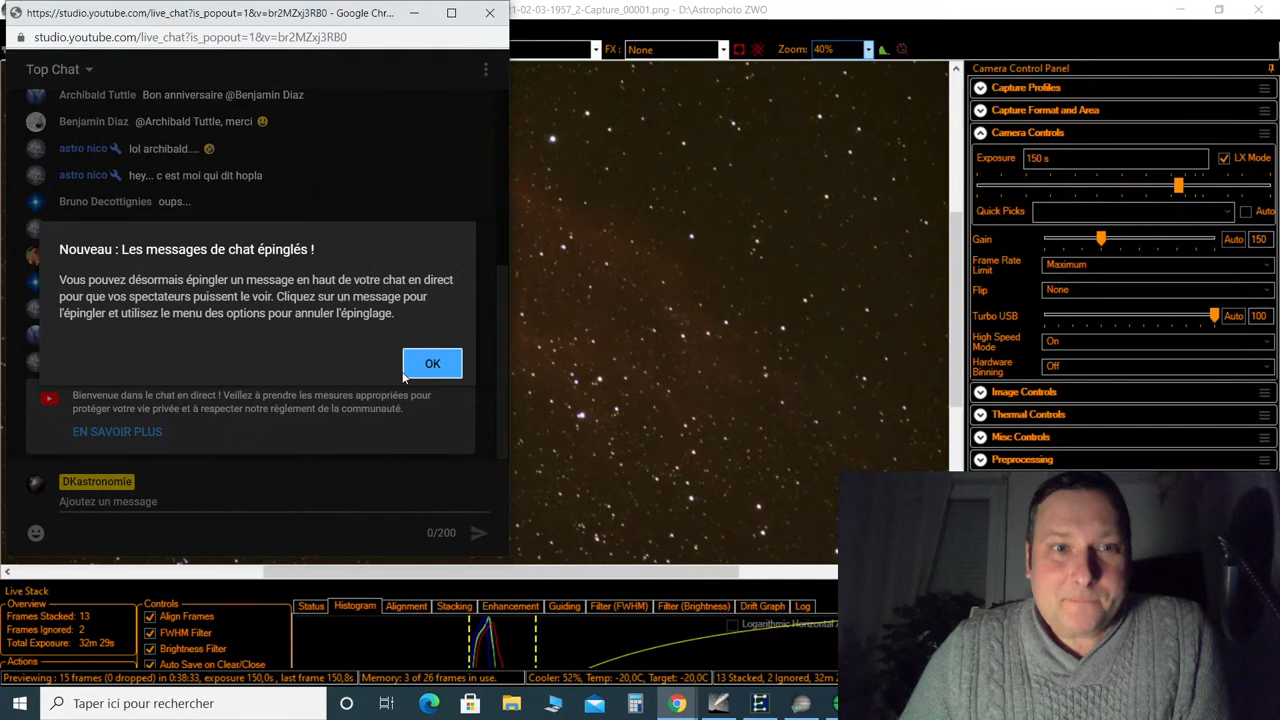 https://studio.youtube.com/live_chat?is_popout=1&v=br2MZxj3RB0 - Google Chr...
21-02-03-1957_2-Capture_00001.png - D:\Astrophoto ZWO
studio.youtube.com/live_chat?is_popout=1&v=br2MZxj3RB0
FX : None
Zoom: 40%
Top Chat
Archibald Tuttle Bon anniversaire @Benjamin Diaz
Benjamin Diaz @Archibald Tuttle, merci
astro nico lol archibald....
astro nico hey... c est moi qui dit hopla
Bruno Decottignies oups...
Nouveau : Les messages de chat épinglés !
Vous pouvez désormais épingler un message en haut de votre chat en direct
pour que vos spectateurs puissent le voir. Cliquez sur un message pour
l'épingler et utilisez le menu des options pour annuler l'épinglage.
OK
Bienvenue dans le chat en direct ! Veillez à prendre les mesures appropriées pour
protéger votre vie privée et à respecter notre règlement de la communauté.
EN SAVOIR PLUS
DKastronomie
Ajoutez un message
0/200
Camera Control Panel
Capture Profiles
Capture Format and Area
Camera Controls
Exposure 150 s LX Mode
Quick Picks Auto
Gain Auto 150
Frame Rate
Limit Maximum
Flip None
Turbo USB Auto 100
High Speed
Mode On
Hardware
Binning Off
Image Controls
Thermal Controls
Misc Controls
Preprocessing
Live Stack
Overview
Frames Stacked: 13
Frames Ignored: 2
Total Exposure: 32m 29s
Actions
Controls
Align Frames
FWHM Filter
Brightness Filter
Auto Save on Clear/Close
Status Histogram Alignment Stacking Enhancement Guiding Filter (FWHM) Filter (Brightness) Drift Graph Log
Logarithmic Horizontal A
Previewing : 15 frames (0 dropped) in 0:38:33, exposure 150,0s , last frame 150,8s
Memory: 3 of 26 frames in use.
Cooler: 52%, Temp: -20,0C, Target: -20,0C
13 Stacked, 2 Ignored, 32m 2
Taper ici pour rechercher